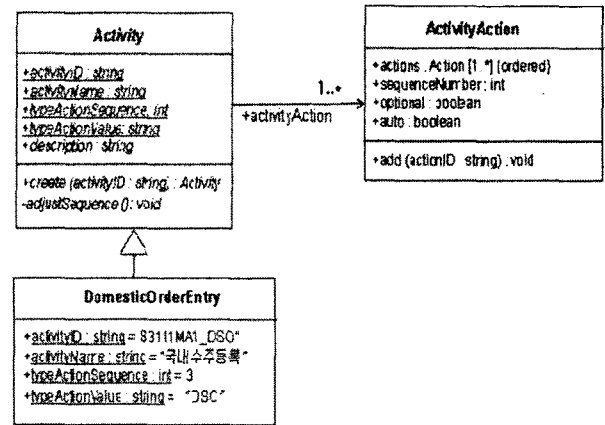 Activity
+activityID : string
+activityName : string
+typeActionSequence : int
+typeActionValue : string
+description : string
+create (activityID : string) : Activity
-adjustSequence () : void
1..*
+activityAction
ActivityAction
+actions : Action [1..*] {ordered}
+sequenceNumber : int
+optional : boolean
+auto : boolean
+add (actionID : string) : void
DomesticOrderEntry
+activityID : string = S3111MA1_DSO"
+activityName : string = "국내수주등록"
+typeActionSequence : int = 3
+typeActionValue : string = "DSC"